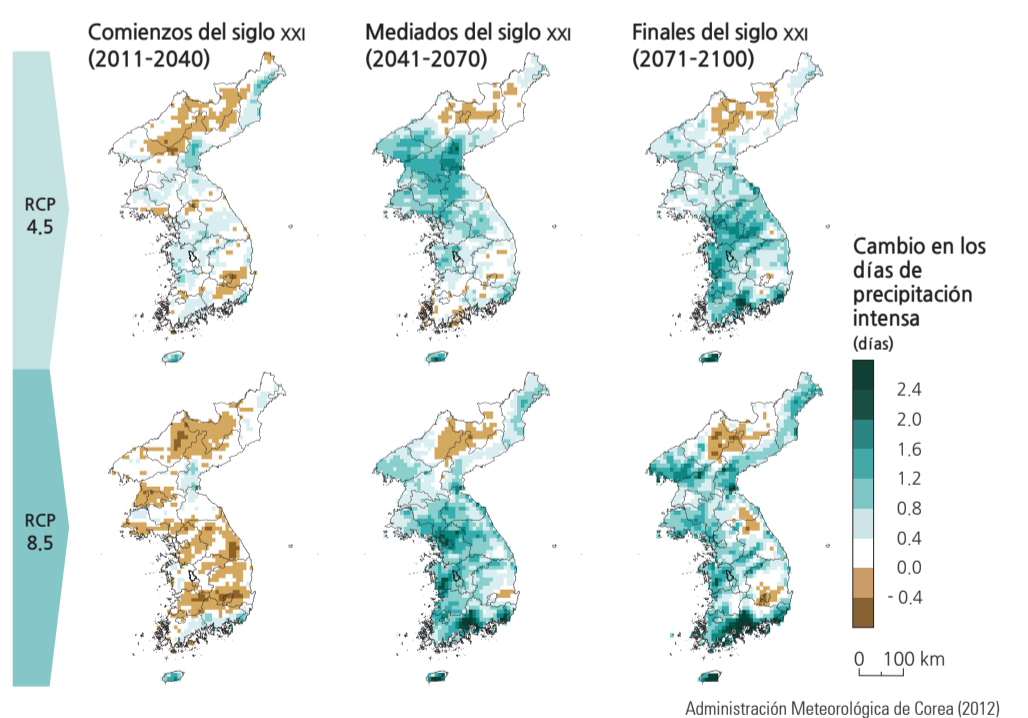 Comienzos del siglo XXI
(2011-2040)
Mediados del siglo XXI
(2041-2070)
Finales del siglo XXI
(2071-2100)
RCP
4.5
RCP
8.5
Cambio en los
días de
precipitación
intensa
(días)
2.4
2.0
1.6
1.2
0.8
0.4
0.0
- 0.4
0 100 km
Administración Meteorológica de Corea (2012)